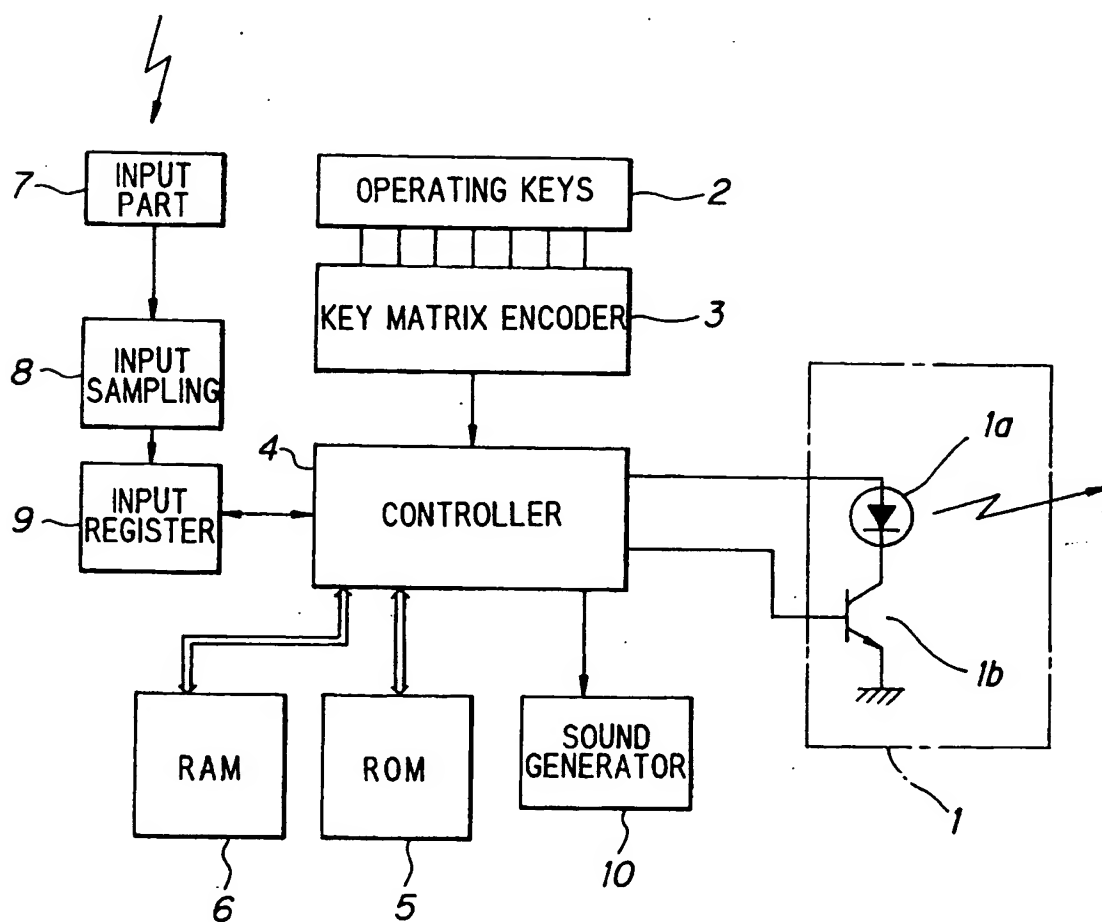 7
INPUT
PART
OPERATING KEYS
2
KEY MATRIX ENCODER
3
8
INPUT
SAMPLING
4
CONTROLLER
1a
9
INPUT
REGISTER
1b
RAM
ROM
SOUND
GENERATOR
6
5
10
1